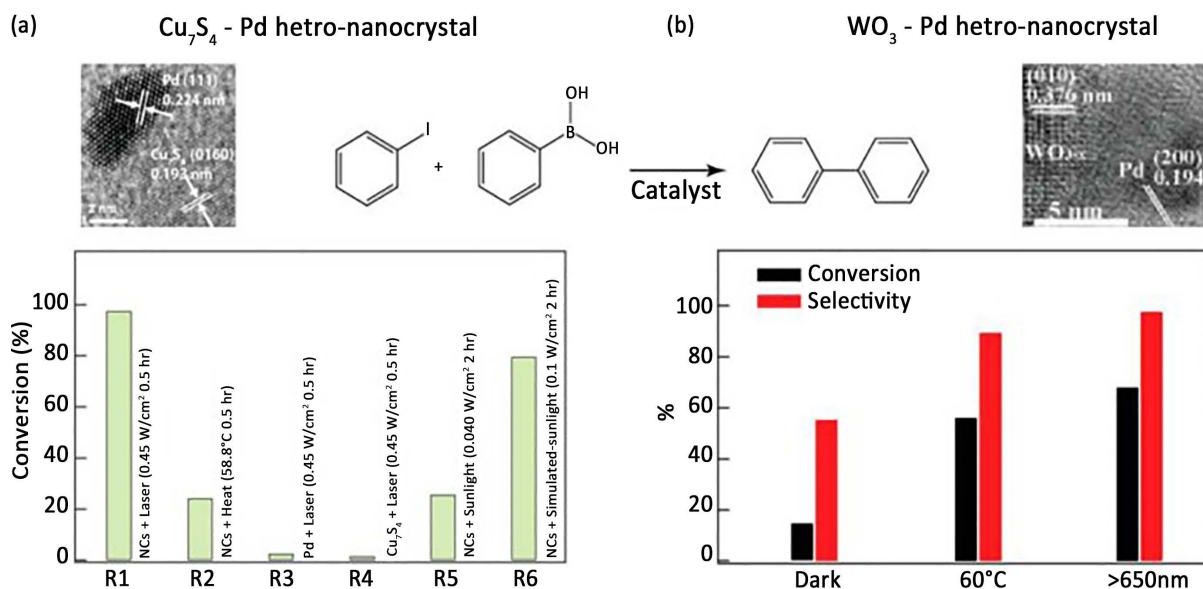 (a)
Cu₇S₄ - Pd hetro-nanocrystal
(b)
WO₃ - Pd hetro-nanocrystal
Pd (111)
0.224 nm
Cu₇S₄ (0160)
0.193 nm
2 nm
I
+
OH
B
OH
Catalyst
(010)
0.376 nm
Pd (200)
0.194
5 nm
Conversion (%)
100
80
60
40
20
0
NCs + Laser (0.45 W/cm² 0.5 hr)
NCs + Heat (58.8°C 0.5 hr)
Pd + Laser (0.45 W/cm² 0.5 hr)
Cu₇S₄ + Laser (0.45 W/cm² 0.5 hr)
NCs + Sunlight (0.040 W/cm² 2 hr)
NCs + Simulated-sunlight (0.1 W/cm² 2 hr)
R1 R2 R3 R4 R5 R6
Conversion
Selectivity
%
100
80
60
40
20
0
Dark 60°C >650nm